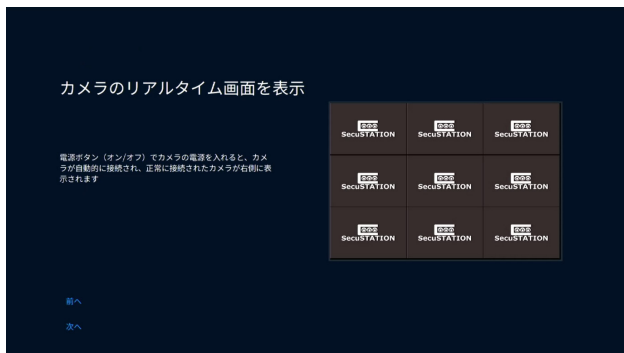 カメラのリアルタイム画面を表示
電源ボタン（オン/オフ）でカメラの電源を入れると、カメ
ラが自動的に接続され、正常に接続されたカメラが右側に表
示されます
SecuSTATION SecuSTATION SecuSTATION
SecuSTATION SecuSTATION SecuSTATION
SecuSTATION SecuSTATION SecuSTATION
前へ
次へ